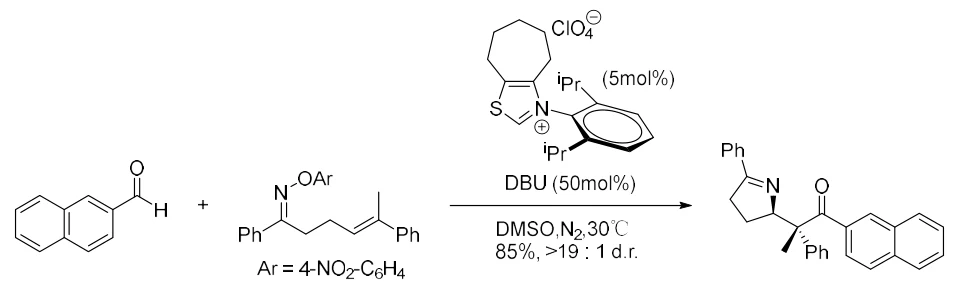 ClO4⊖
iPr (5mol%)
S N
⊕
iPr
DBU (50mol%)
DMSO,N2,30℃
85%, >19 : 1 d.r.
O
H
+
OAr
N
Ph
Ph
Ar = 4-NO2-C6H4
Ph
N
O
Ph